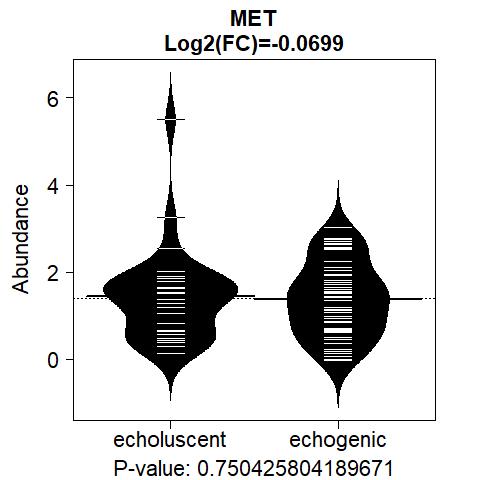 MET
Log2(FC)=-0.0699
Abundance
6
4
2
0
echoluscent echogenic
P-value: 0.750425804189671